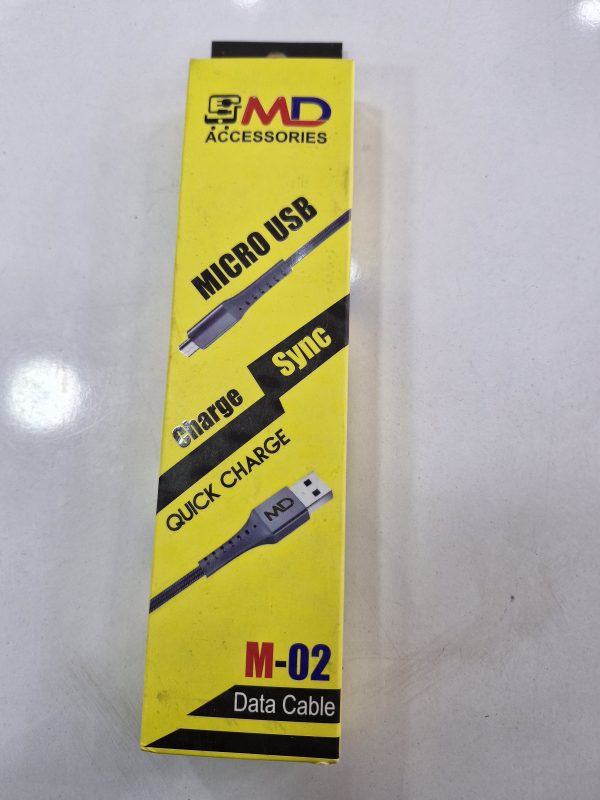 MD
ACCESSORIES
MICRO USB
Charge
Sync
QUICK CHARGE
MD
M-02
Data Cable